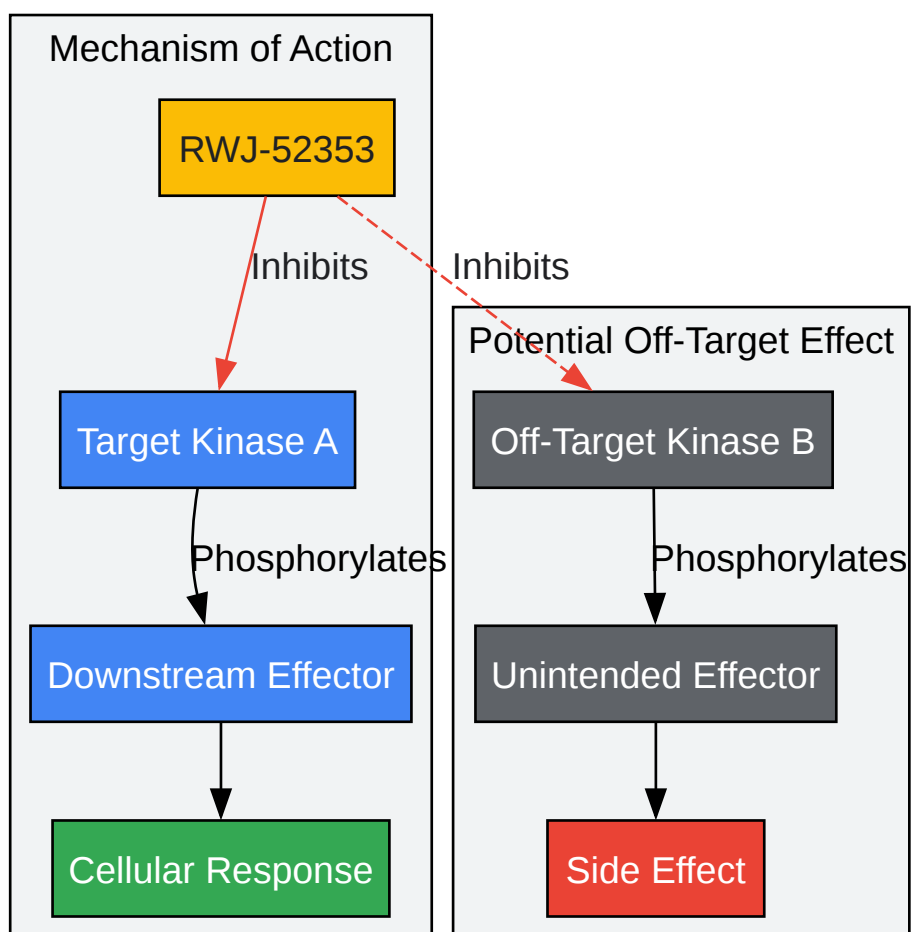 Mechanism of Action
RWJ-52353
Inhibits
Inhibits
Potential Off-Target Effect
Target Kinase A
Off-Target Kinase B
Phosphorylates
Phosphorylates
Downstream Effector
Unintended Effector
Cellular Response
Side Effect